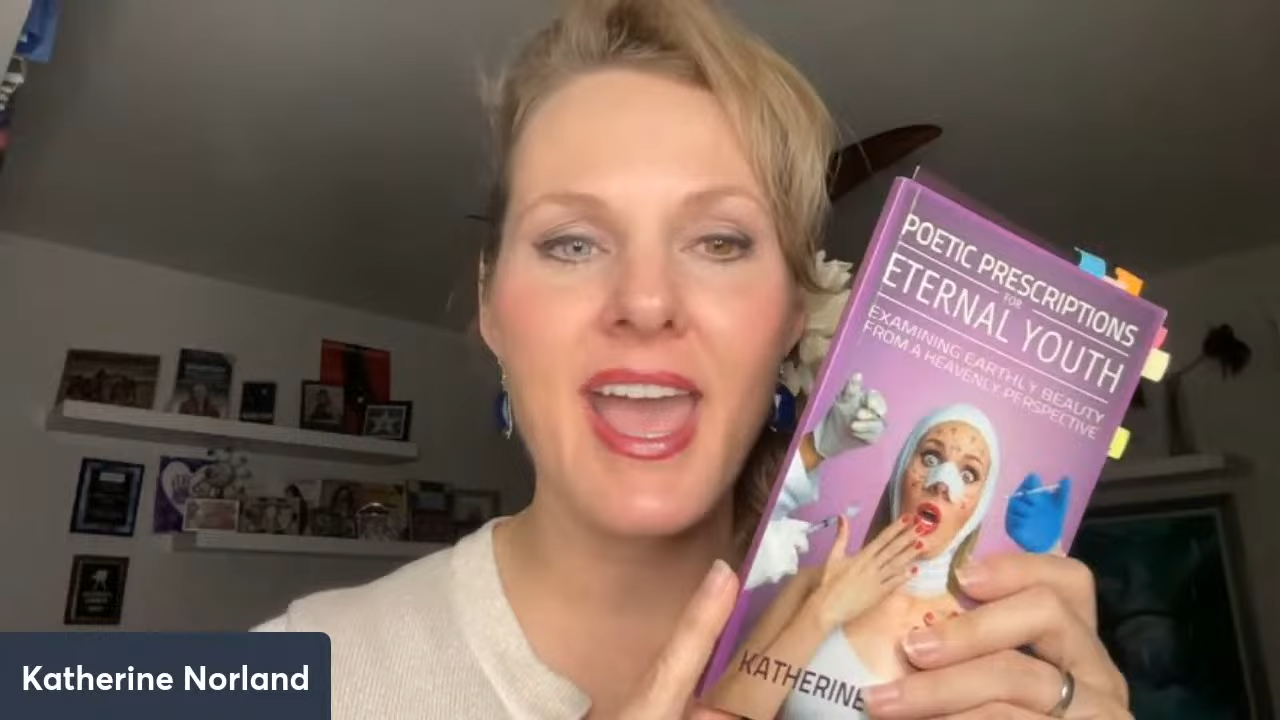 POETIC PRESCRIPTIONS
FOR
ETERNAL YOUTH
EXAMINING EARTHLY BEAUTY
FROM A HEAVENLY PERSPECTIVE
KATHERINE
Katherine Norland